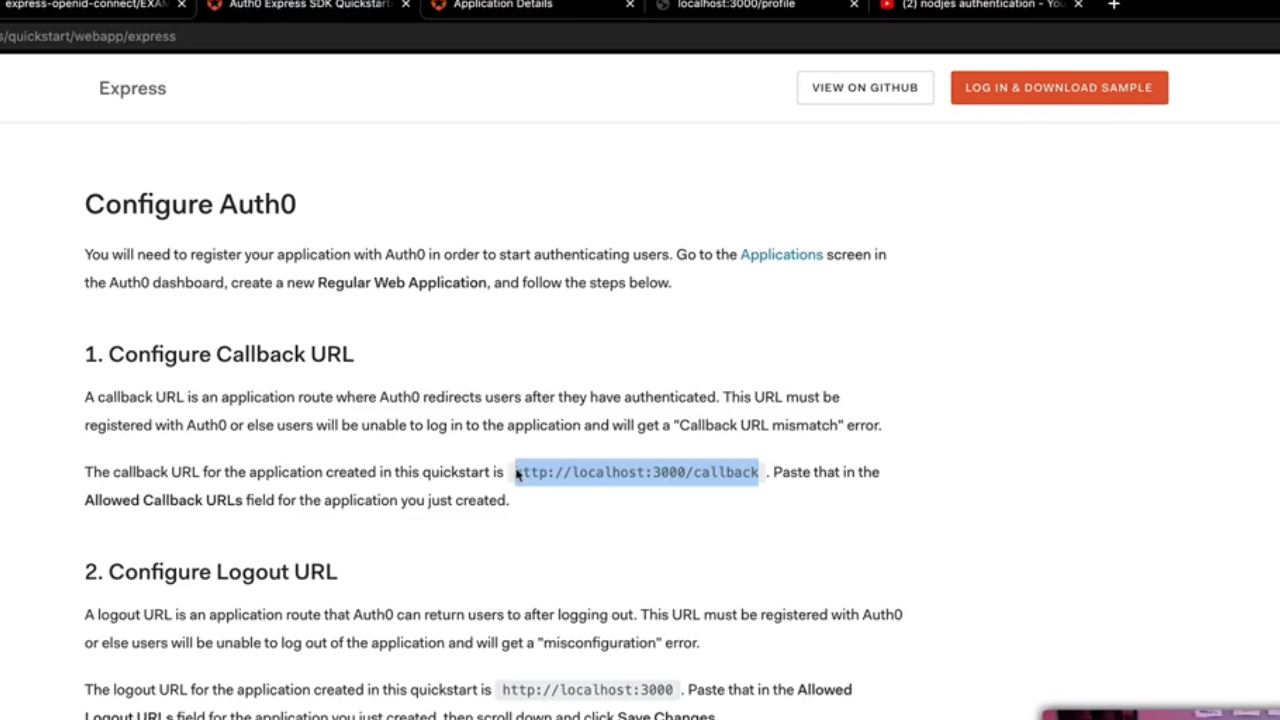 express-openid-connect/EXAM
Auth0 Express SDK Quickstart:
Application Details
localhost:3000/profile
(2) nodjes authentication - You
s/quickstart/webapp/express
Express
VIEW ON GITHUB
LOG IN & DOWNLOAD SAMPLE
Configure Auth0
You will need to register your application with Auth0 in order to start authenticating users. Go to the Applications screen in
the Auth0 dashboard, create a new Regular Web Application, and follow the steps below.
1. Configure Callback URL
A callback URL is an application route where Auth0 redirects users after they have authenticated. This URL must be
registered with Auth0 or else users will be unable to log in to the application and will get a "Callback URL mismatch" error.
The callback URL for the application created in this quickstart is http://localhost:3000/callback . Paste that in the
Allowed Callback URLs field for the application you just created.
2. Configure Logout URL
A logout URL is an application route that Auth0 can return users to after logging out. This URL must be registered with Auth0
or else users will be unable to log out of the application and will get a "misconfiguration" error.
The logout URL for the application created in this quickstart is http://localhost:3000 . Paste that in the Allowed
Logout URLs field for the application you just created, then scroll down and click Save Changes.